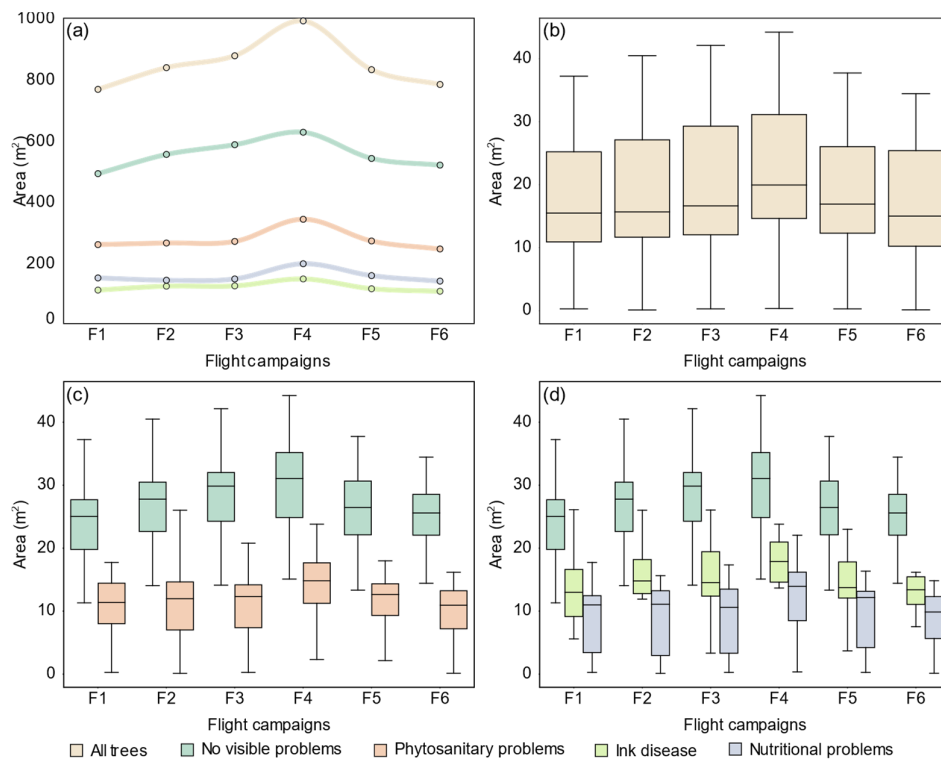 (a)
1000
800
600
400
200
0
Area (m²)
F1 F2 F3 F4 F5 F6
Flight campaigns
(b)
40
30
20
10
0
Area (m²)
F1 F2 F3 F4 F5 F6
Flight campaigns
(c)
40
30
20
10
0
Area (m²)
F1 F2 F3 F4 F5 F6
Flight campaigns
(d)
40
30
20
10
0
Area (m²)
F1 F2 F3 F4 F5 F6
Flight campaigns
All trees No visible problems Phytosanitary problems Ink disease Nutritional problems